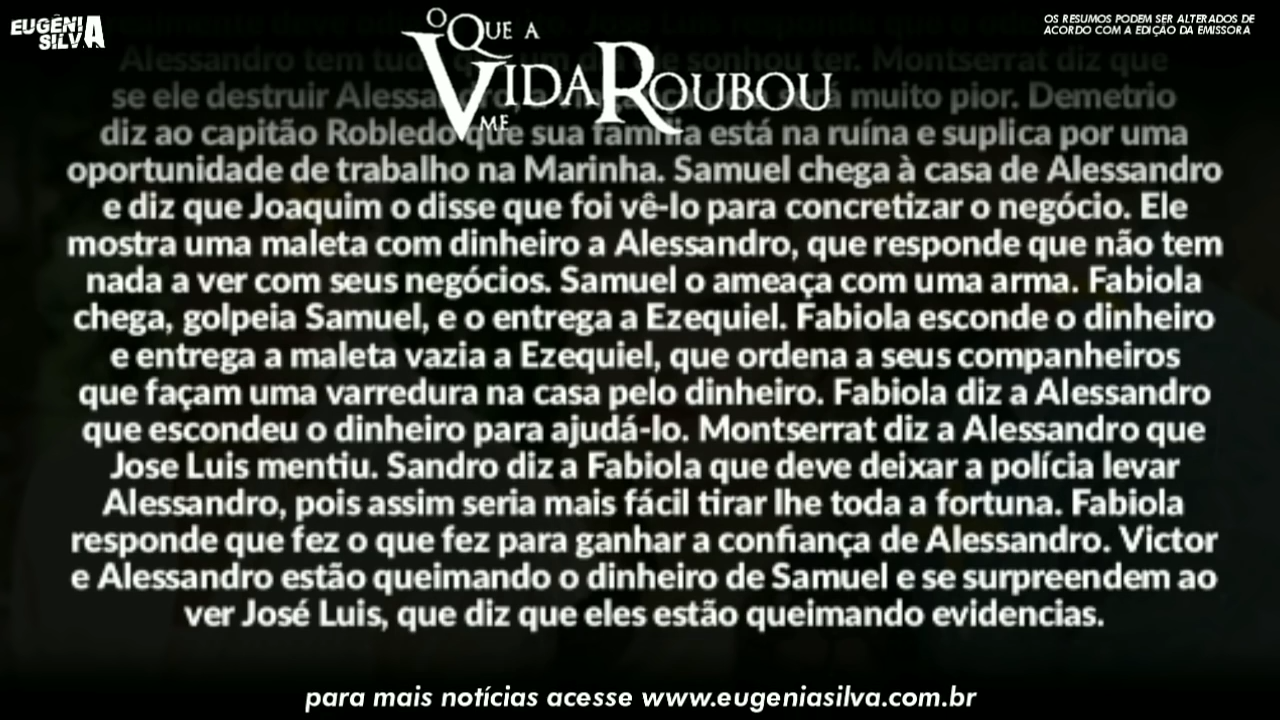 EUGÊNIA
SILVA
O QUE A
VIDA ROUBOU
ME
OS RESUMOS PODEM SER ALTERADOS DE
ACORDO COM A EDIÇÃO DA EMISSORA
Alessandro tem sonhou ter. Montserrat diz que
se ele destruir muito pior. Demetrio
diz ao capitão Robledo que sua família está na ruína e suplica por uma
oportunidade de trabalho na Marinha. Samuel chega à casa de Alessandro
e diz que Joaquim o disse que foi vê-lo para concretizar o negócio. Ele
mostra uma maleta com dinheiro a Alessandro, que responde que não tem
nada a ver com seus negócios. Samuel o ameaça com uma arma. Fabiola
chega, golpeia Samuel, e o entrega a Ezequiel. Fabiola esconde o dinheiro
e entrega a maleta vazia a Ezequiel, que ordena a seus companheiros
que façam uma varredura na casa pelo dinheiro. Fabiola diz a Alessandro
que escondeu o dinheiro para ajudá-lo. Montserrat diz a Alessandro que
Jose Luis mentiu. Sandro diz a Fabiola que deve deixar a polícia levar
Alessandro, pois assim seria mais fácil tirar lhe toda a fortuna. Fabiola
responde que fez o que fez para ganhar a confiança de Alessandro. Victor
e Alessandro estão queimando o dinheiro de Samuel e se surpreendem ao
ver José Luis, que diz que eles estão queimando evidencias.
para mais notícias acesse www.eugeniasilva.com.br